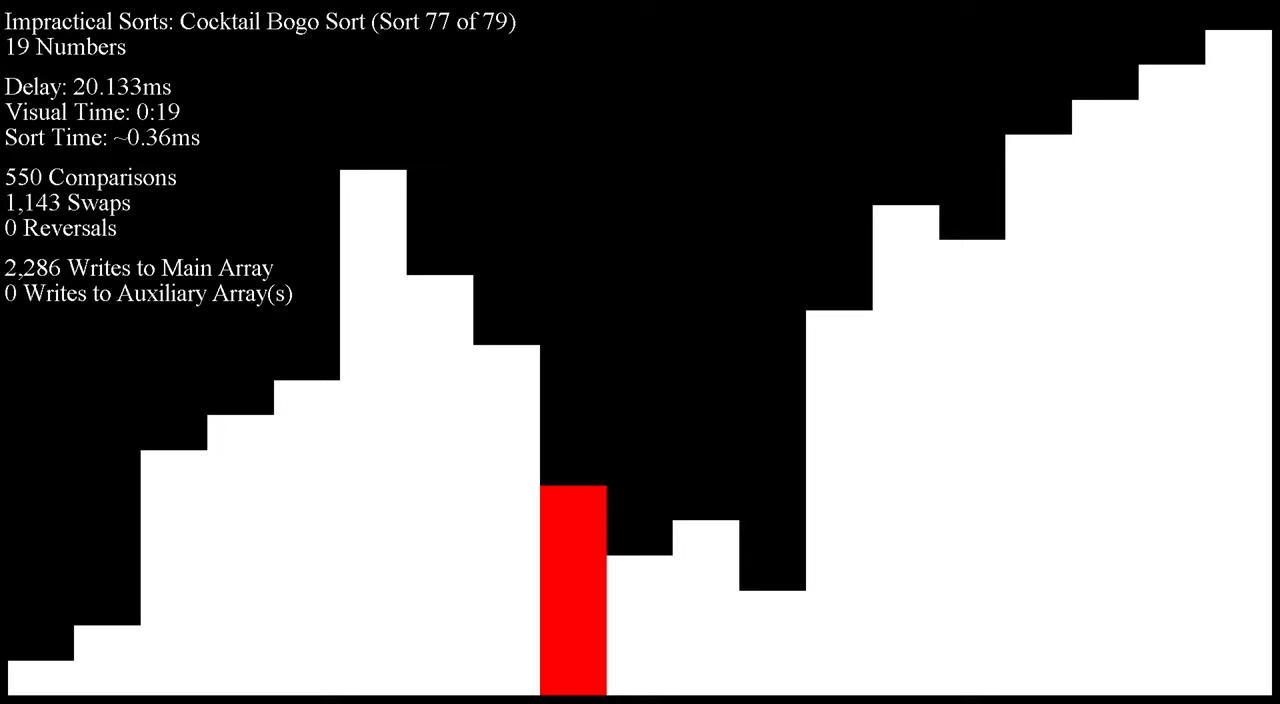 Impractical Sorts: Cocktail Bogo Sort (Sort 77 of 79)
19 Numbers
Delay: 20.133ms
Visual Time: 0:19
Sort Time: ~0.36ms
550 Comparisons
1,143 Swaps
0 Reversals
2,286 Writes to Main Array
0 Writes to Auxiliary Array(s)